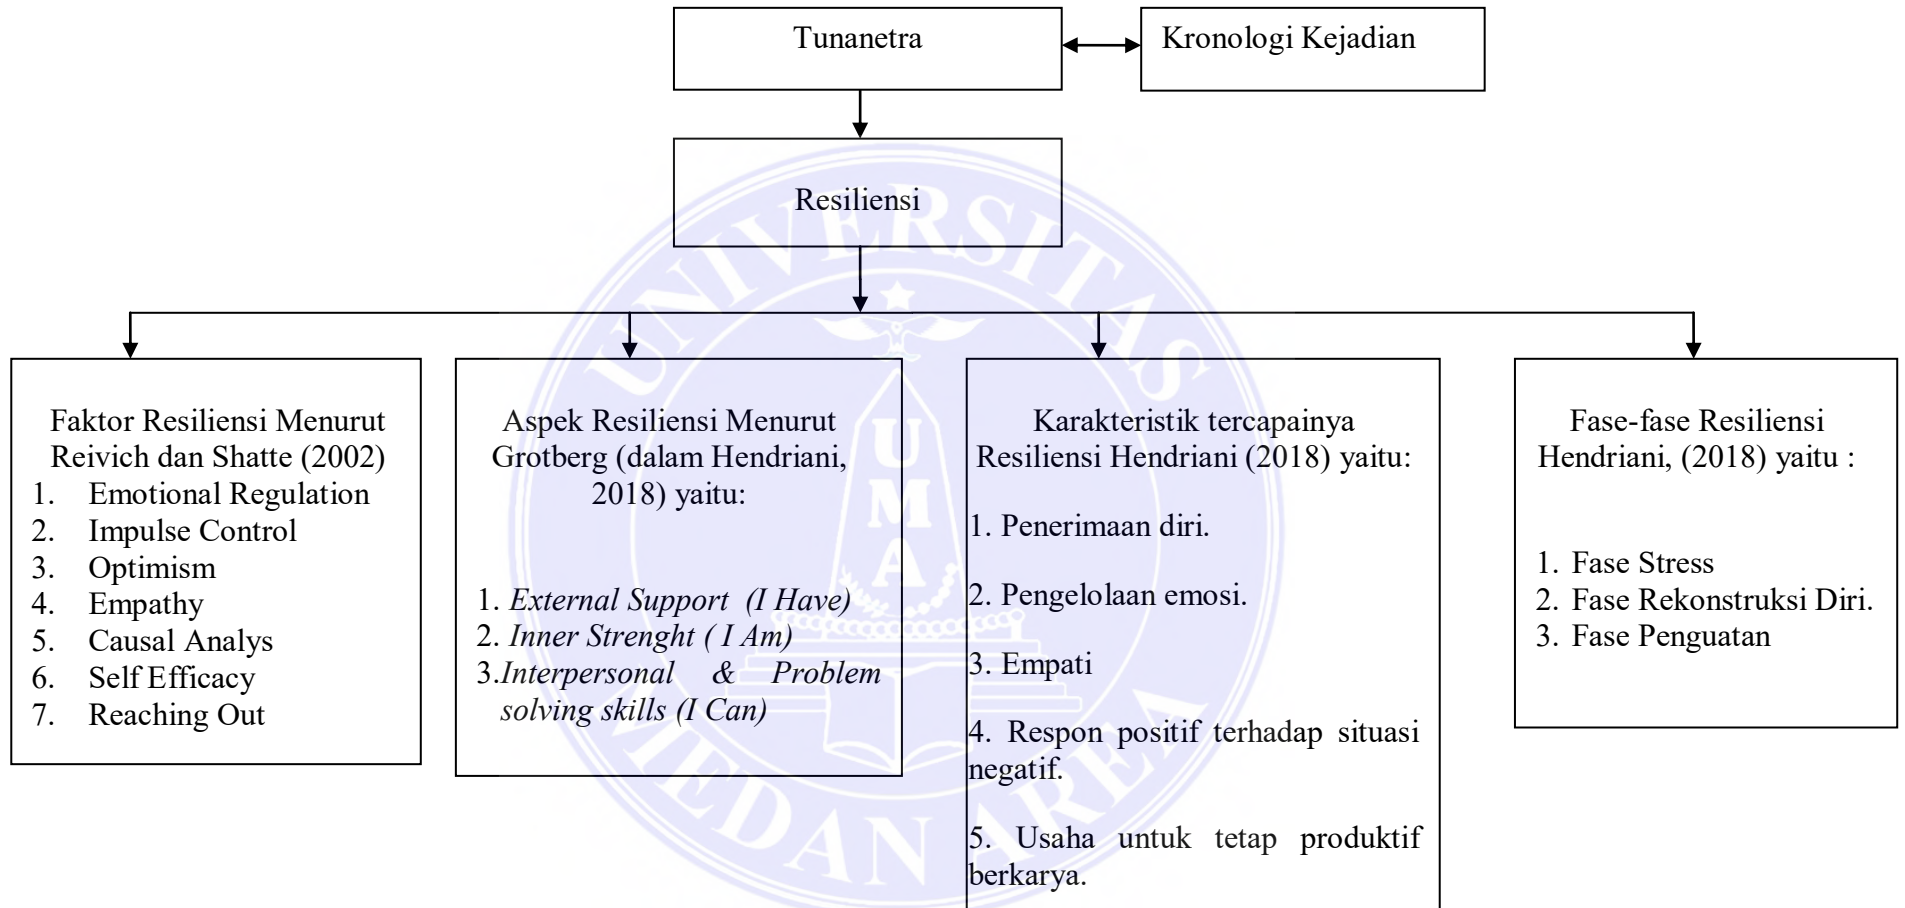 Tunanetra
Kronologi Kejadian
Resiliensi
Faktor Resiliensi Menurut
Reivich dan Shatte (2002)
1. Emotional Regulation
2. Impulse Control
3. Optimism
4. Empathy
5. Causal Analys
6. Self Efficacy
7. Reaching Out
Aspek Resiliensi Menurut
Grotberg (dalam Hendriani,
2018) yaitu:
1. External Support (I Have)
2. Inner Strenght ( I Am)
3.Interpersonal & Problem
solving skills (I Can)
Karakteristik tercapainya
Resiliensi Hendriani (2018) yaitu:
1. Penerimaan diri.
2. Pengelolaan emosi.
3. Empati
4. Respon positif terhadap situasi
negatif.
5. Usaha untuk tetap produktif
berkarya.
Fase-fase Resiliensi
Hendriani, (2018) yaitu :
1. Fase Stress
2. Fase Rekonstruksi Diri.
3. Fase Penguatan
UNIVERSITAS
UMA
MEDAN AREA